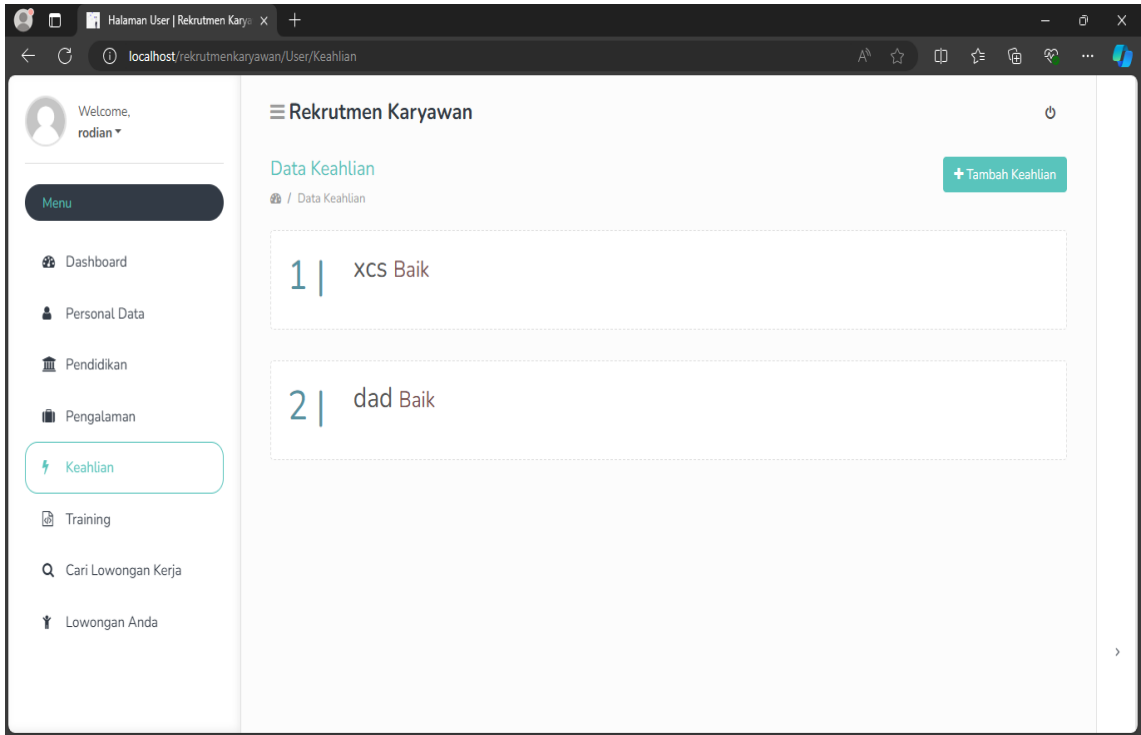 Halaman User | Rekrutmen Karya
localhost/rekrutmenkaryawan/User/Keahlian
Welcome,
rodian
Menu
Dashboard
Personal Data
Pendidikan
Pengalaman
Keahlian
Training
Cari Lowongan Kerja
Lowongan Anda
Rekrutmen Karyawan
Data Keahlian
/ Data Keahlian
+ Tambah Keahlian
1 | xcs Baik
2 | dad Baik